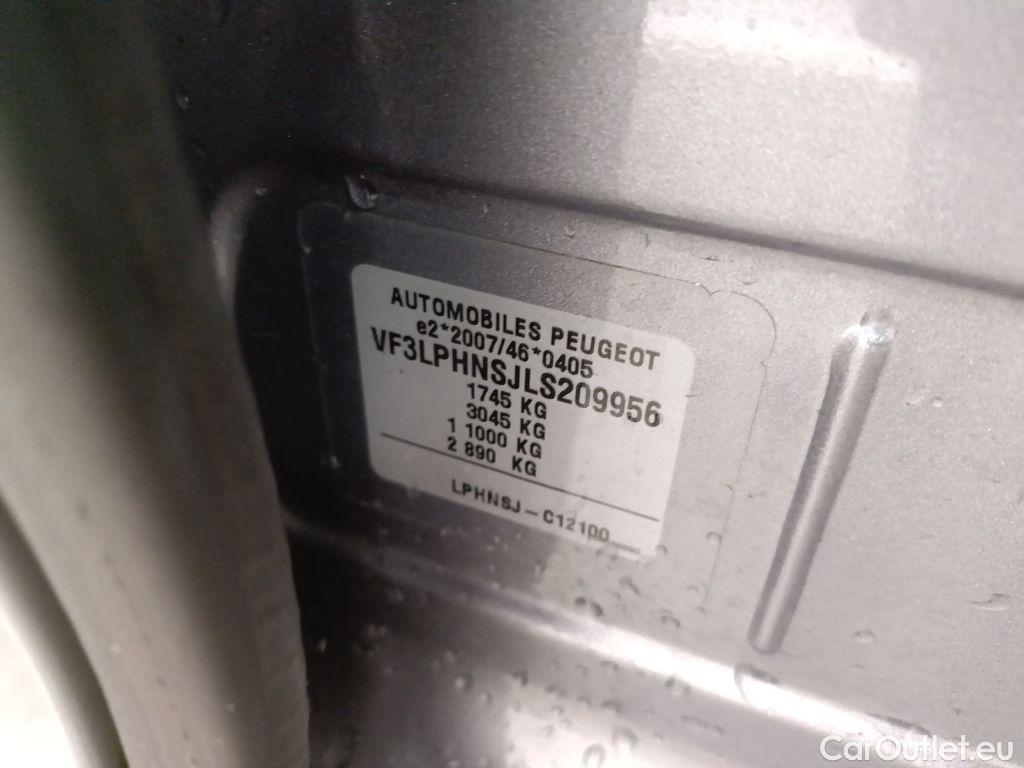 AUTOMOBILES PEUGEOT
e2*2007/46*0405
VF3LPHNSJLS209956
1745 KG
3045 KG
1 1000 KG
2 890 KG
LPHNSJ-C12100
CarOutlet.eu